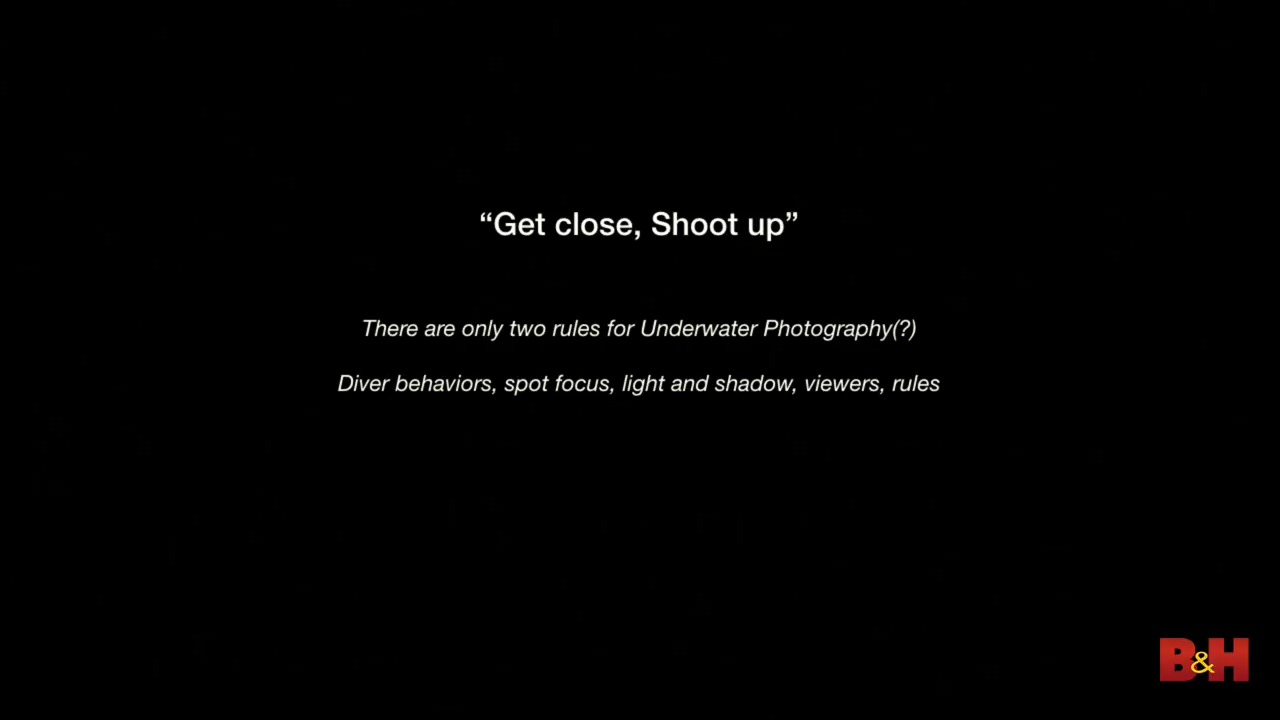 “Get close, Shoot up”
There are only two rules for Underwater Photography(?)
Diver behaviors, spot focus, light and shadow, viewers, rules
B&H